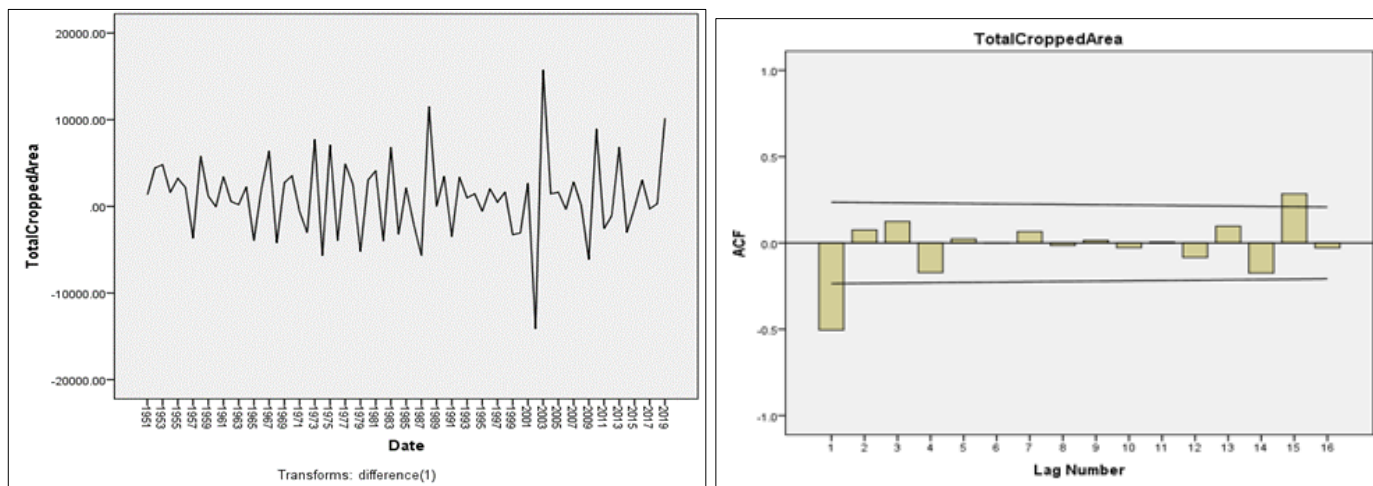 20000.00
10000.00
.00
-10000.00
-20000.00
TotalCroppedArea
1951 1953 1955 1957 1959 1961 1963 1965 1967 1969 1971 1973 1975 1977 1979 1981 1983 1985 1987 1989 1991 1993 1995 1997 1999 2001 2003 2005 2007 2009 2011 2013 2015 2017 2019
Date
Transforms: difference(1)
TotalCroppedArea
1.0
0.5
0.0
-0.5
-1.0
ACF
1 2 3 4 5 6 7 8 9 10 11 12 13 14 15 16
Lag Number